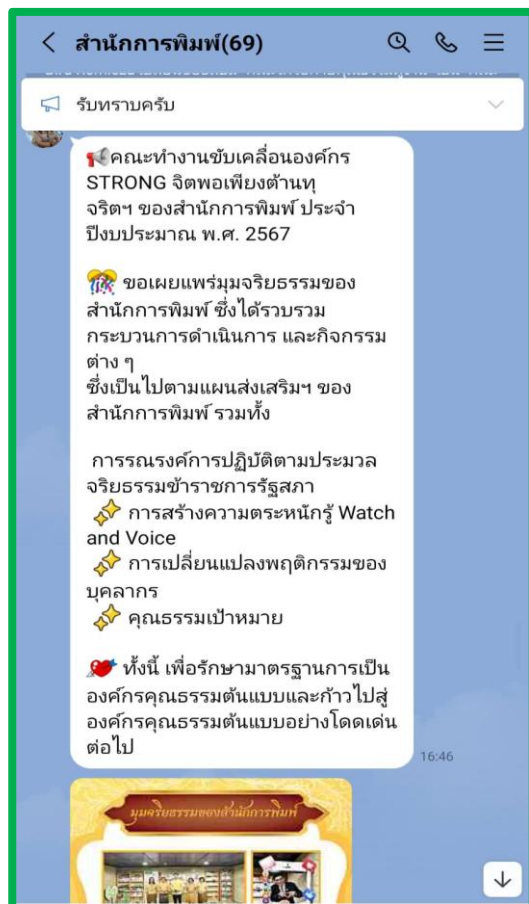 สำนักการพิมพ์(69)
รับทราบครับ
📢คณะทำงานขับเคลื่อนองค์กร
STRONG จิตพอเพียงต้านทุ
จริตฯ ของสำนักการพิมพ์ ประจำ
ปีงบประมาณ พ.ศ. 2567
🎊 ขอเผยแพร่มุมจริยธรรมของ
สำนักการพิมพ์ ซึ่งได้รวบรวม
กระบวนการดำเนินการ และกิจกรรม
ต่าง ๆ
ซึ่งเป็นไปตามแผนส่งเสริมฯ ของ
สำนักการพิมพ์ รวมทั้ง
การรณรงค์การปฏิบัติตามประมวล
จริยธรรมข้าราชการรัฐสภา
✨ การสร้างความตระหนักรู้ Watch
and Voice
✨ การเปลี่ยนแปลงพฤติกรรมของ
บุคลากร
✨ คุณธรรมเป้าหมาย
💘 ทั้งนี้ เพื่อรักษามาตรฐานการเป็น
องค์กรคุณธรรมต้นแบบและก้าวไปสู่
องค์กรคุณธรรมต้นแบบอย่างโดดเด่น
ต่อไป
16:46
มุมจริยธรรมของสำนักการพิมพ์